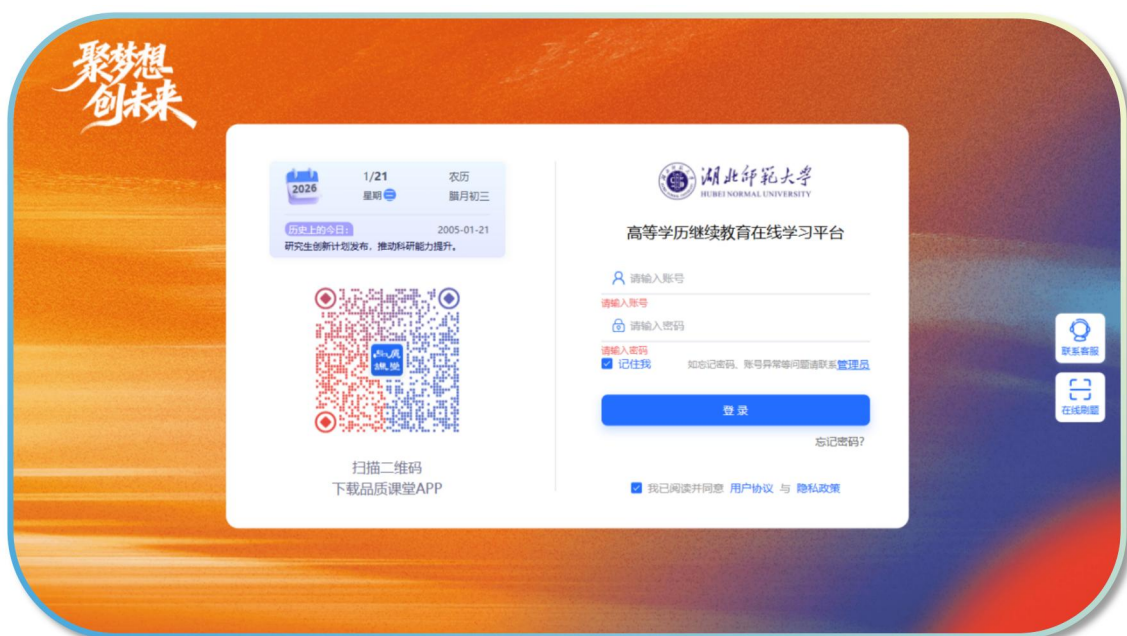 聚梦想
创未来
2026
1/21
农历
星期三
腊月初三
历史上的今日:
2005-01-21
研究生创新计划发布，推动科研能力提升。
品质
课堂
扫描二维码
下载品质课堂APP
湖北师范大学
HUBEI NORMAL UNIVERSITY
高等学历继续教育在线学习平台
请输入账号
请输入账号
请输入密码
请输入密码
记住我
如忘记密码、账号异常等问题请联系管理员
登录
忘记密码?
我已阅读并同意 用户协议 与 隐私政策
联系客服
在线刷题